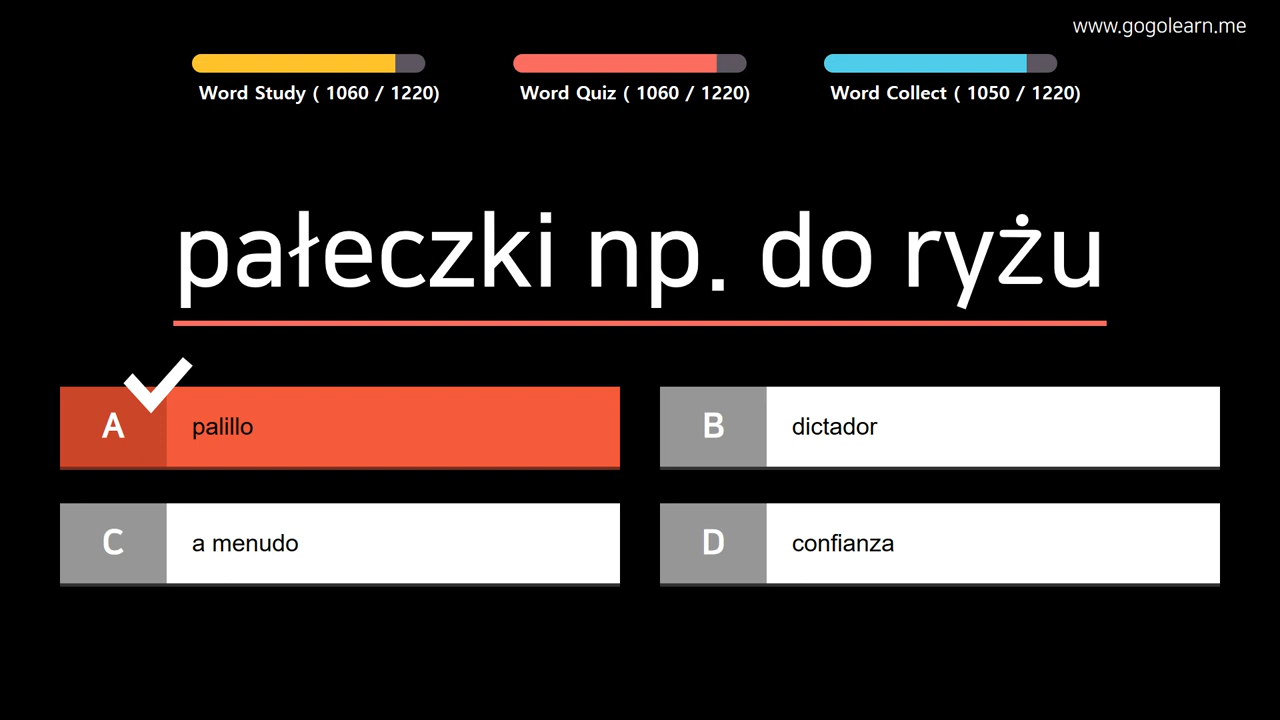 www.gogolearn.me
Word Study ( 1060 / 1220)
Word Quiz ( 1060 / 1220)
Word Collect ( 1050 / 1220)
pałeczki np. do ryżu
A palillo
B dictador
C a menudo
D confianza